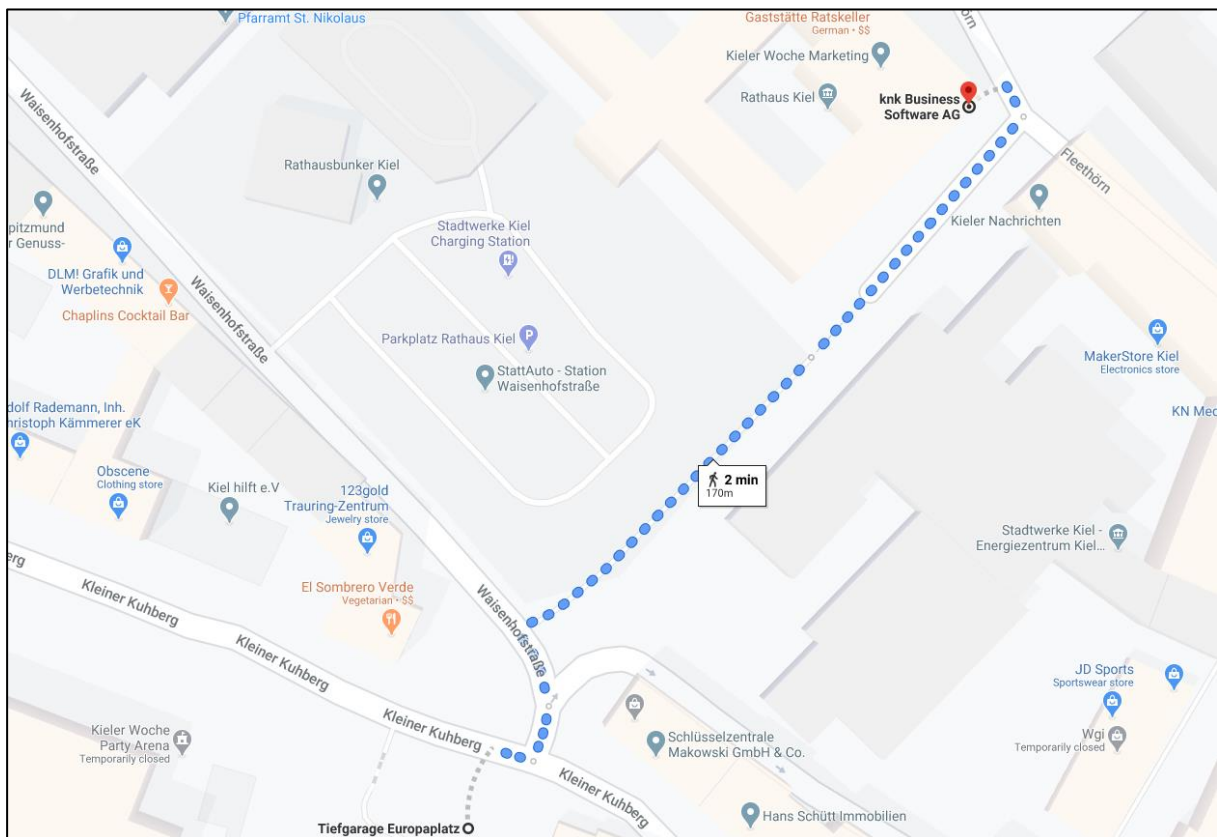 Pfarramt St. Nikolaus
Gaststätte Ratskeller
German · $$
Kieler Woche Marketing
Rathaus Kiel
knk Business
Software AG
Waisenhofstraße
Rathausbunker Kiel
Fleethörn
Stadtwerke Kiel
Charging Station
Kieler Nachrichten
pitzmund
r Genuss-
DLM! Grafik und
Werbetechnik
Chaplins Cocktail Bar
Waisenhofstraße
Parkplatz Rathaus Kiel
P
StattAuto - Station
Waisenhofstraße
MakerStore Kiel
Electronics store
dolf Rademann, Inh.
hristoph Kämmerer eK
KN Med
Obscene
Clothing store
Kiel hilft e.V
123gold
Trauring-Zentrum
Jewelry store
2 min
170m
Stadtwerke Kiel -
Energiezentrum Kiel...
erg
Kleiner Kuhberg
El Sombrero Verde
Vegetarian · $$
Waisenhofstraße
Kleiner Kuhberg
JD Sports
Sportswear store
Kleiner Kuhberg
Kieler Woche
Party Arena
Temporarily closed
Kleiner Kuhberg
Schlüsselzentrale
Makowski GmbH & Co.
Wgi
Temporarily closed
Kleiner Kuhberg
Tiefgarage Europaplatz
Hans Schütt Immobilien